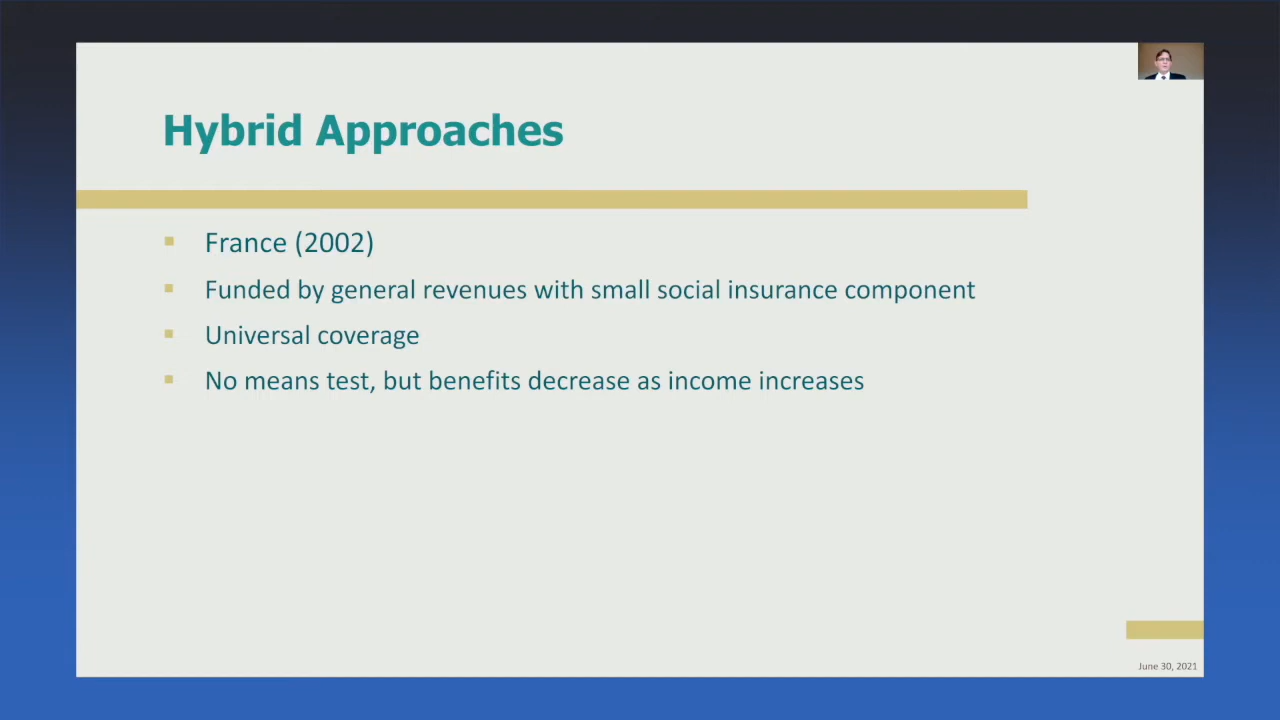 Hybrid Approaches
France (2002)
Funded by general revenues with small social insurance component
Universal coverage
No means test, but benefits decrease as income increases
June 30, 2021